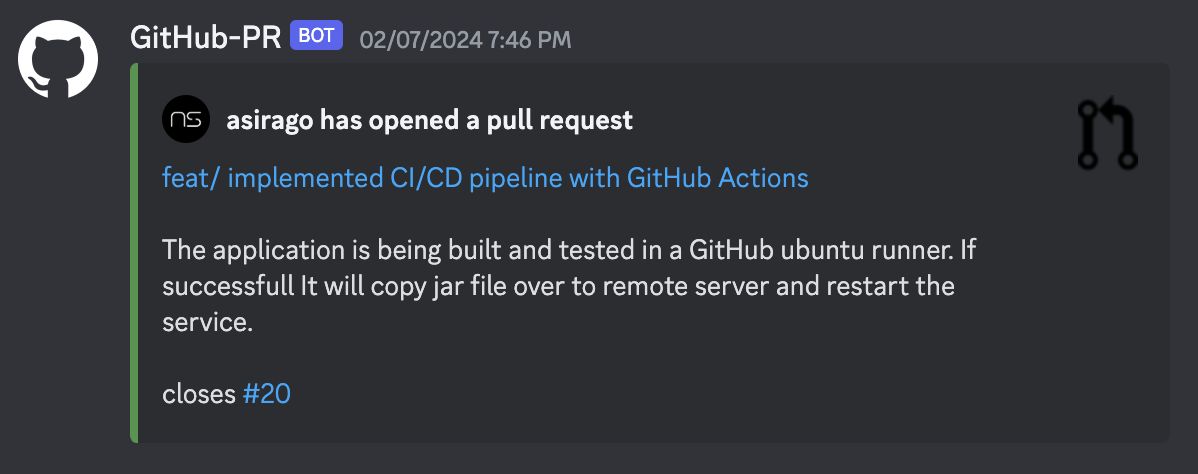 GitHub-PR BOT 02/07/2024 7:46 PM
ns asirago has opened a pull request
feat/ implemented CI/CD pipeline with GitHub Actions
The application is being built and tested in a GitHub ubuntu runner. If
successfull It will copy jar file over to remote server and restart the
service.
closes #20